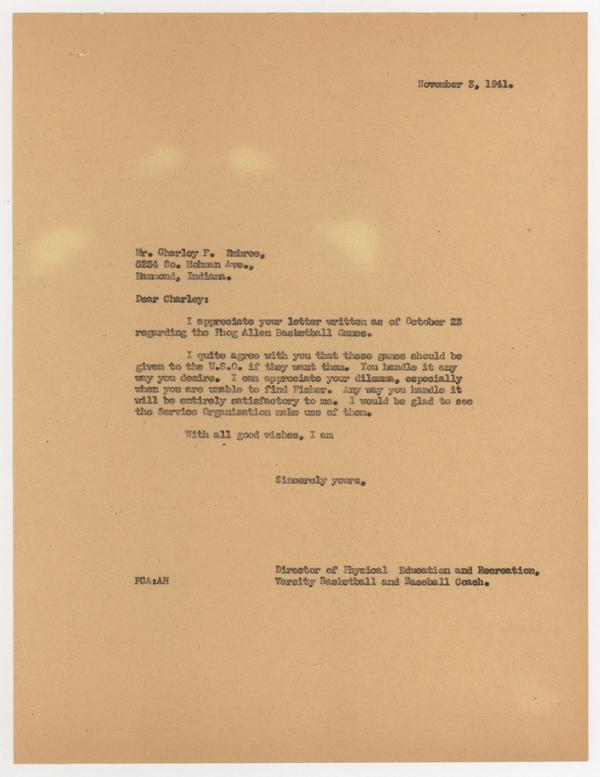 November 3, 1941.
Mr. Charley F. Embree,
6234 So. Hohman Ave.,
Hammond, Indiana.
Dear Charley:
I appreciate your letter written as of October 23
regarding the Phog Allen Basketball Games.
I quite agree with you that these games should be
given to the U.S.O. if they want them. You handle it any
way you desire. I can appreciate your dilemma, especially
when you are unable to find Fisher. Any way you handle it
will be entirely satisfactory to me. I would be glad to see
the Service Organization make use of them.
With all good wishes, I am
Sincerely yours,
Director of Physical Education and Recreation,
FCA:AH Varsity Basketball and Baseball Coach.